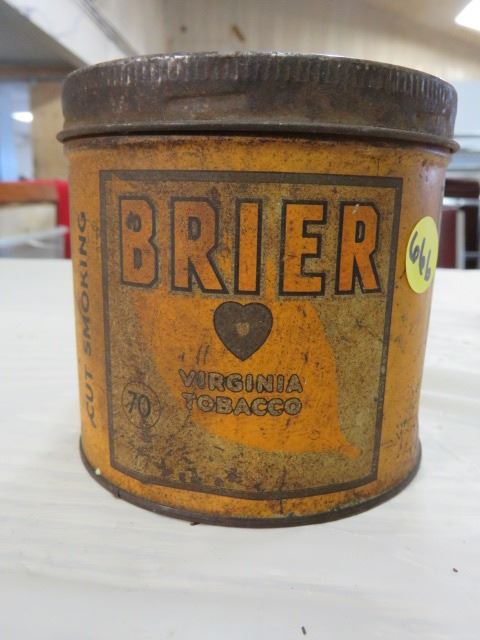 CUT SMOKING
BRIER
VIRGINIA
TOBACCO
70
666